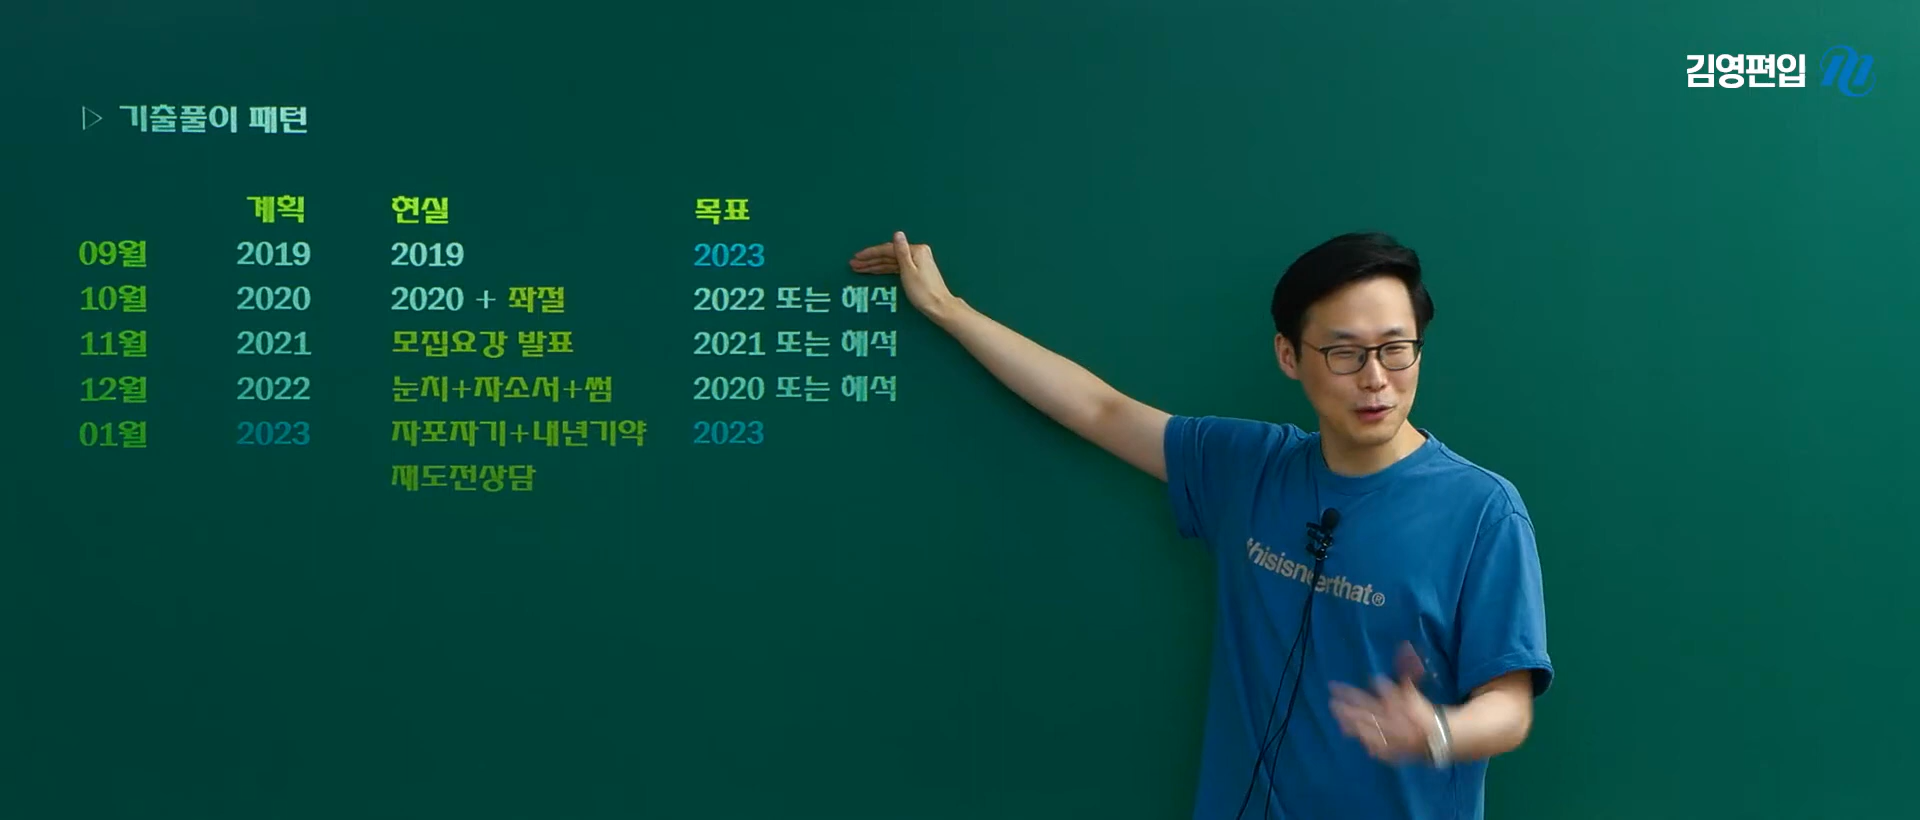 김영편입
▷ 기출풀이 패턴
계획 현실 목표
09월 2019 2019 2023
10월 2020 2020 + 좌절 2022 또는 해석
11월 2021 모집요강 발표 2021 또는 해석
12월 2022 눈치+자소서+썸 2020 또는 해석
01월 2023 자포자기+내년기약 2023
재도전상담
thisisn erthat®